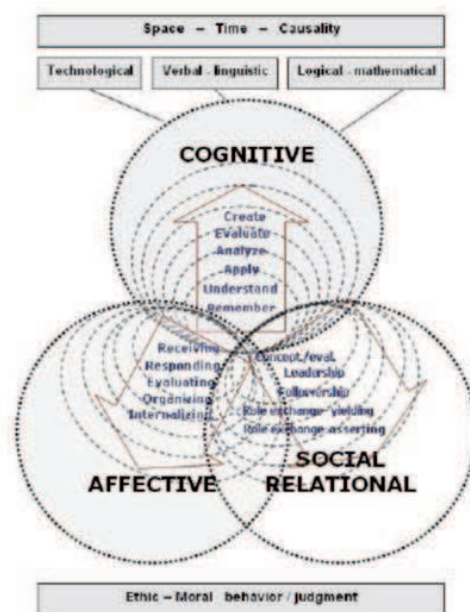 Space – Time – Causality
Technological
Verbal - linguistic
Logical - mathematical
COGNITIVE
Create
Evaluate
Analyze
Apply
Understand
Remember
Receiving
Responding
Evaluating
Organising
Internalizing
Concept./eval.
Leadership
Followership
Role exchange- yielding
Role exchange-asserting
AFFECTIVE
SOCIAL
RELATIONAL
Ethic – Moral behavior / judgment